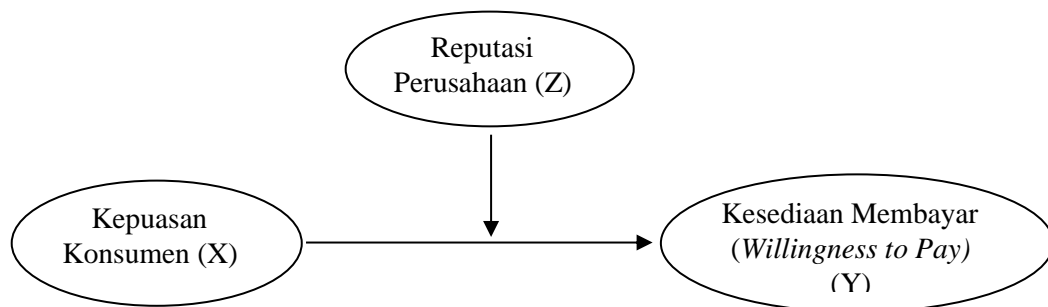 Reputasi
Perusahaan (Z)
Kepuasan
Konsumen (X)
Kesediaan Membayar
(Willingness to Pay)
(Y)